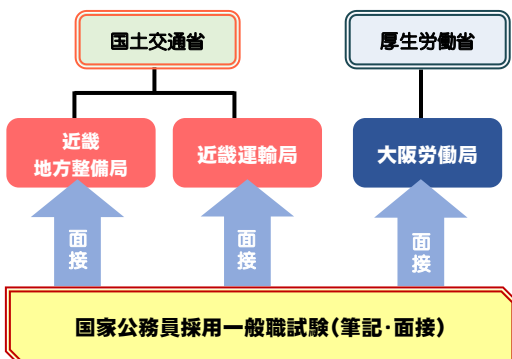 国土交通省
厚生労働省
近畿
地方整備局
近畿運輸局
大阪労働局
面接
面接
面接
国家公務員採用一般職試験(筆記・面接)